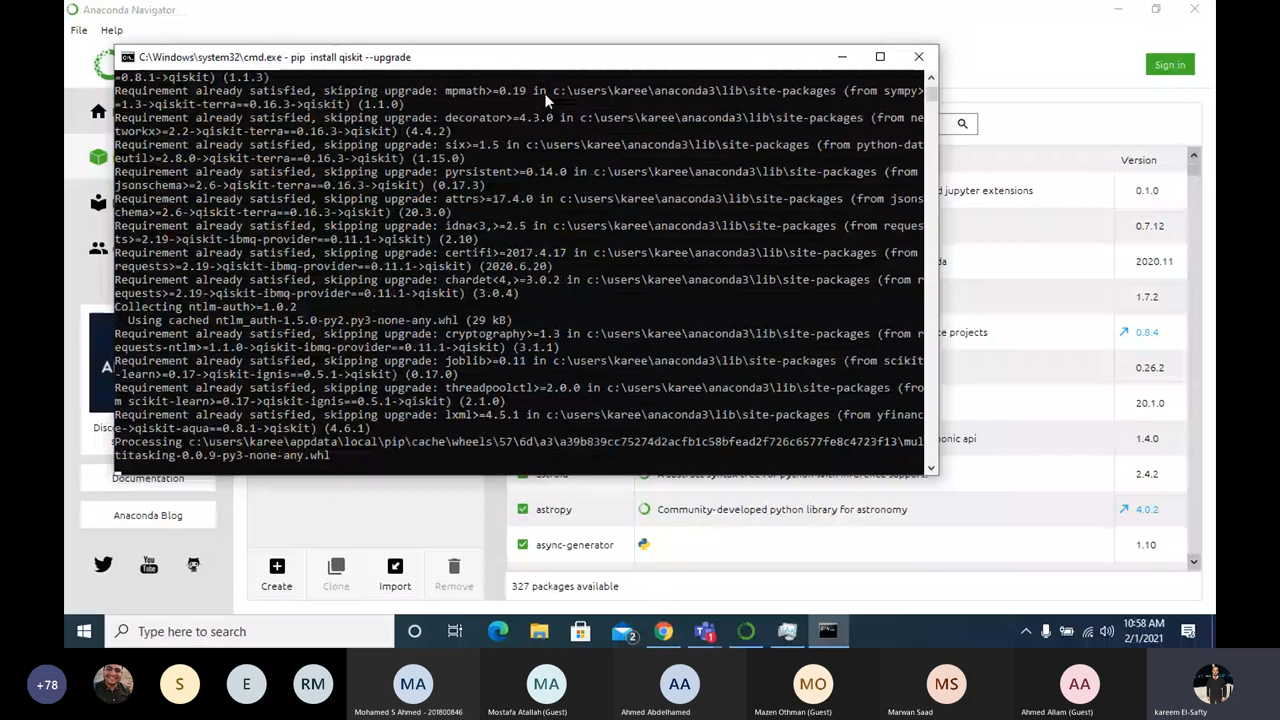 Anaconda Navigator
File Help
C:\Windows\system32\cmd.exe - pip install qiskit --upgrade
=0.8.1->qiskit) (1.1.3)
Requirement already satisfied, skipping upgrade: mpmath>=0.19 in c:\users\karee\anaconda3\lib\site-packages (from sympy>
=1.3->qiskit-terra==0.16.3->qiskit) (1.1.0)
Requirement already satisfied, skipping upgrade: decorator>=4.3.0 in c:\users\karee\anaconda3\lib\site-packages (from ne
tworkx>=2.2->qiskit-terra==0.16.3->qiskit) (4.4.2)
Requirement already satisfied, skipping upgrade: six>=1.5 in c:\users\karee\anaconda3\lib\site-packages (from python-dat
eutil>=2.8.0->qiskit-terra==0.16.3->qiskit) (1.15.0)
Requirement already satisfied, skipping upgrade: pyrsistent>=0.14.0 in c:\users\karee\anaconda3\lib\site-packages (from
jsonschema>=2.6->qiskit-terra==0.16.3->qiskit) (0.17.3)
Requirement already satisfied, skipping upgrade: attrs>=17.4.0 in c:\users\karee\anaconda3\lib\site-packages (from jsons
chema>=2.6->qiskit-terra==0.16.3->qiskit) (20.3.0)
Requirement already satisfied, skipping upgrade: idna<3,>=2.5 in c:\users\karee\anaconda3\lib\site-packages (from reques
ts>=2.19->qiskit-ibmq-provider==0.11.1->qiskit) (2.10)
Requirement already satisfied, skipping upgrade: certifi>=2017.4.17 in c:\users\karee\anaconda3\lib\site-packages (from
requests>=2.19->qiskit-ibmq-provider==0.11.1->qiskit) (2020.6.20)
Requirement already satisfied, skipping upgrade: chardet<4,>=3.0.2 in c:\users\karee\anaconda3\lib\site-packages (from r
equests>=2.19->qiskit-ibmq-provider==0.11.1->qiskit) (3.0.4)
Collecting ntlm-auth>=1.0.2
Using cached ntlm_auth-1.5.0-py2.py3-none-any.whl (29 kB)
Requirement already satisfied, skipping upgrade: cryptography>=1.3 in c:\users\karee\anaconda3\lib\site-packages (from r
equests-ntlm>=1.1.0->qiskit-ibmq-provider==0.11.1->qiskit) (3.1.1)
Requirement already satisfied, skipping upgrade: joblib>=0.11 in c:\users\karee\anaconda3\lib\site-packages (from scikit
-learn>=0.17->qiskit-ignis==0.5.1->qiskit) (0.17.0)
Requirement already satisfied, skipping upgrade: threadpoolctl>=2.0.0 in c:\users\karee\anaconda3\lib\site-packages (fro
m scikit-learn>=0.17->qiskit-ignis==0.5.1->qiskit) (2.1.0)
Requirement already satisfied, skipping upgrade: lxml>=4.5.1 in c:\users\karee\anaconda3\lib\site-packages (from yfinanc
e->qiskit-aqua==0.8.1->qiskit) (4.6.1)
Processing c:\users\karee\appdata\local\pip\cache\wheels\57\6d\a3\a39b839cc75274d2acfb1c58bfead2f726c6577fe8c4723f13\mul
titasking-0.0.9-py3-none-any.whl
Sign in
Version
d jupyter extensions 0.1.0
0.7.12
da 2020.11
1.7.2
ce projects 0.8.4
0.26.2
20.1.0
onic api 1.4.0
2.4.2
astropy Community-developed python library for astronomy 4.0.2
async-generator 1.10
327 packages available
Disc
Documentation
Anaconda Blog
You Tube
Create Clone Import Remove
Type here to search
2
1
10:58 AM
2/1/2021
+78 S E RM MA MA AA MO MS AA
Mohamed S Ahmed - 201800846
Mostafa Atallah (Guest)
Ahmed Abdelhamed
Mazen Othman (Guest)
Marwan Saad
Ahmed Allam (Guest)
kareem El-Safty